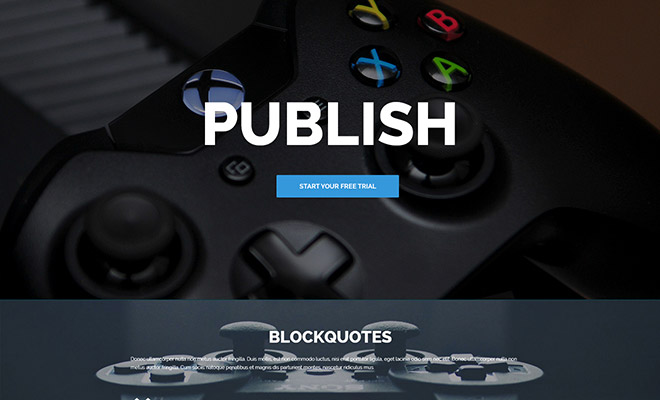 Y
B
X
A
PUBLISH
START YOUR FREE TRIAL
BLOCKQUOTES
Donec ullamcorper nulla non metus auctor fringilla. Duis mollis, est non commodo luctus, nisi erat porttitor ligula, eget lacinia odio sem nec elit. Donec ullamcorper nulla non
metus auctor fringilla. Cum sociis natoque penatibus et magnis dis parturient montes, nascetur ridiculus mus.